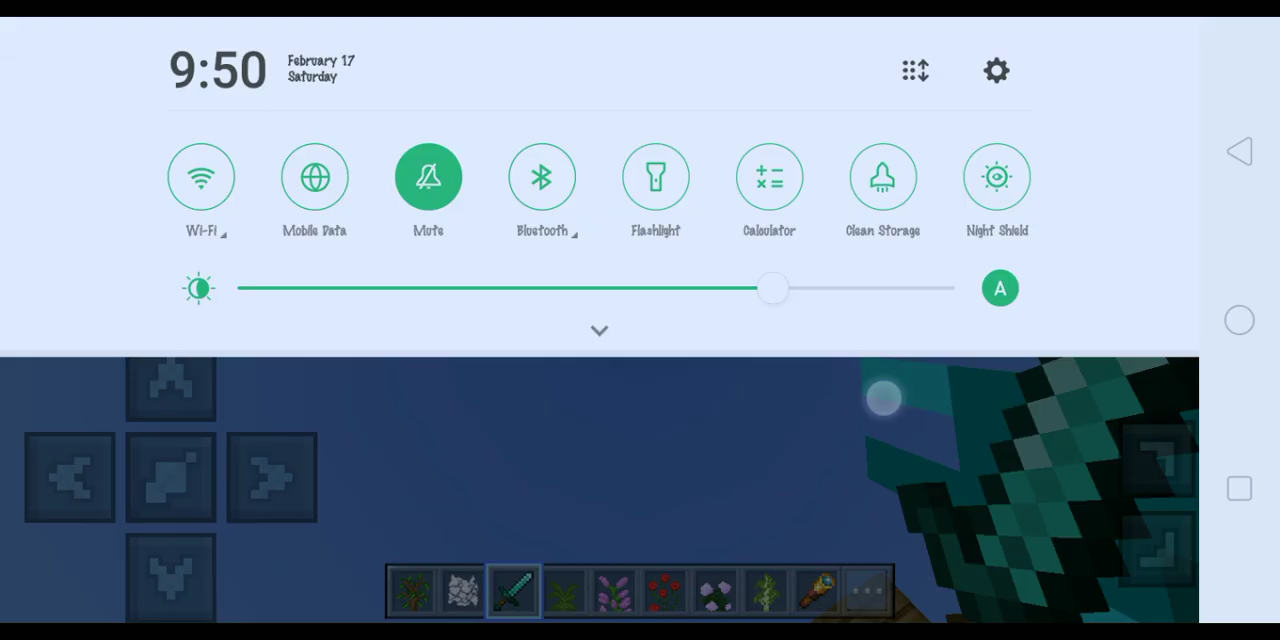 9:50
February 17
Saturday
Wi-Fi
Mobile Data
Mute
Bluetooth
Flashlight
Calculator
Clean Storage
Night Shield
A